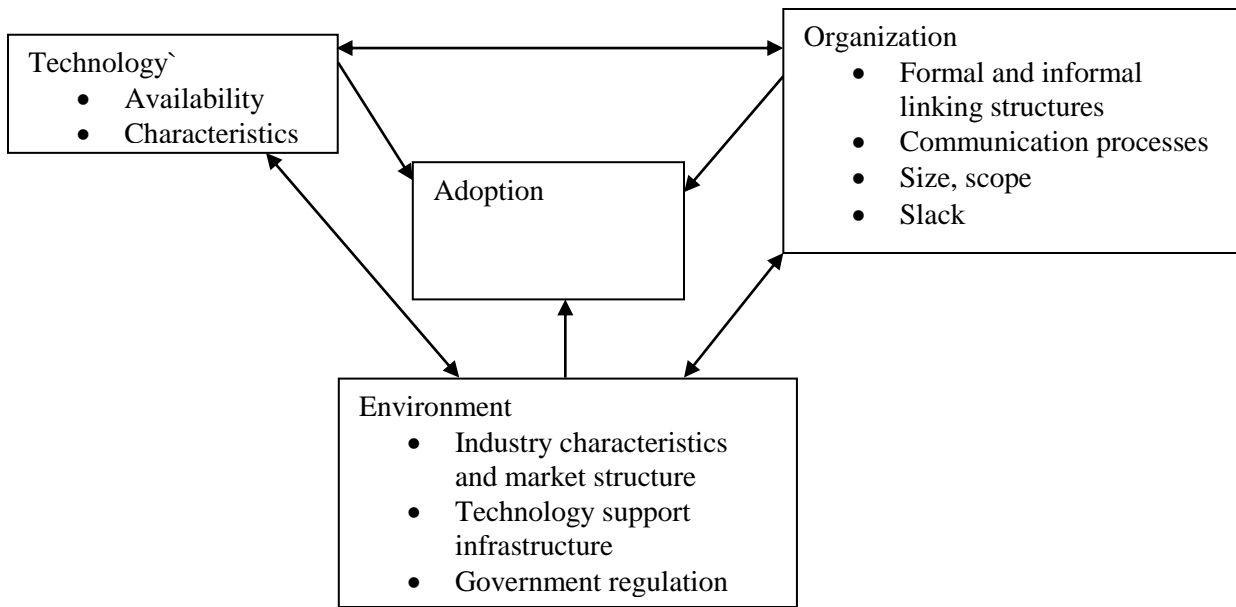 Technology`
• Availability
• Characteristics
Organization
• Formal and informal
linking structures
• Communication processes
• Size, scope
• Slack
Adoption
Environment
• Industry characteristics
and market structure
• Technology support
infrastructure
• Government regulation